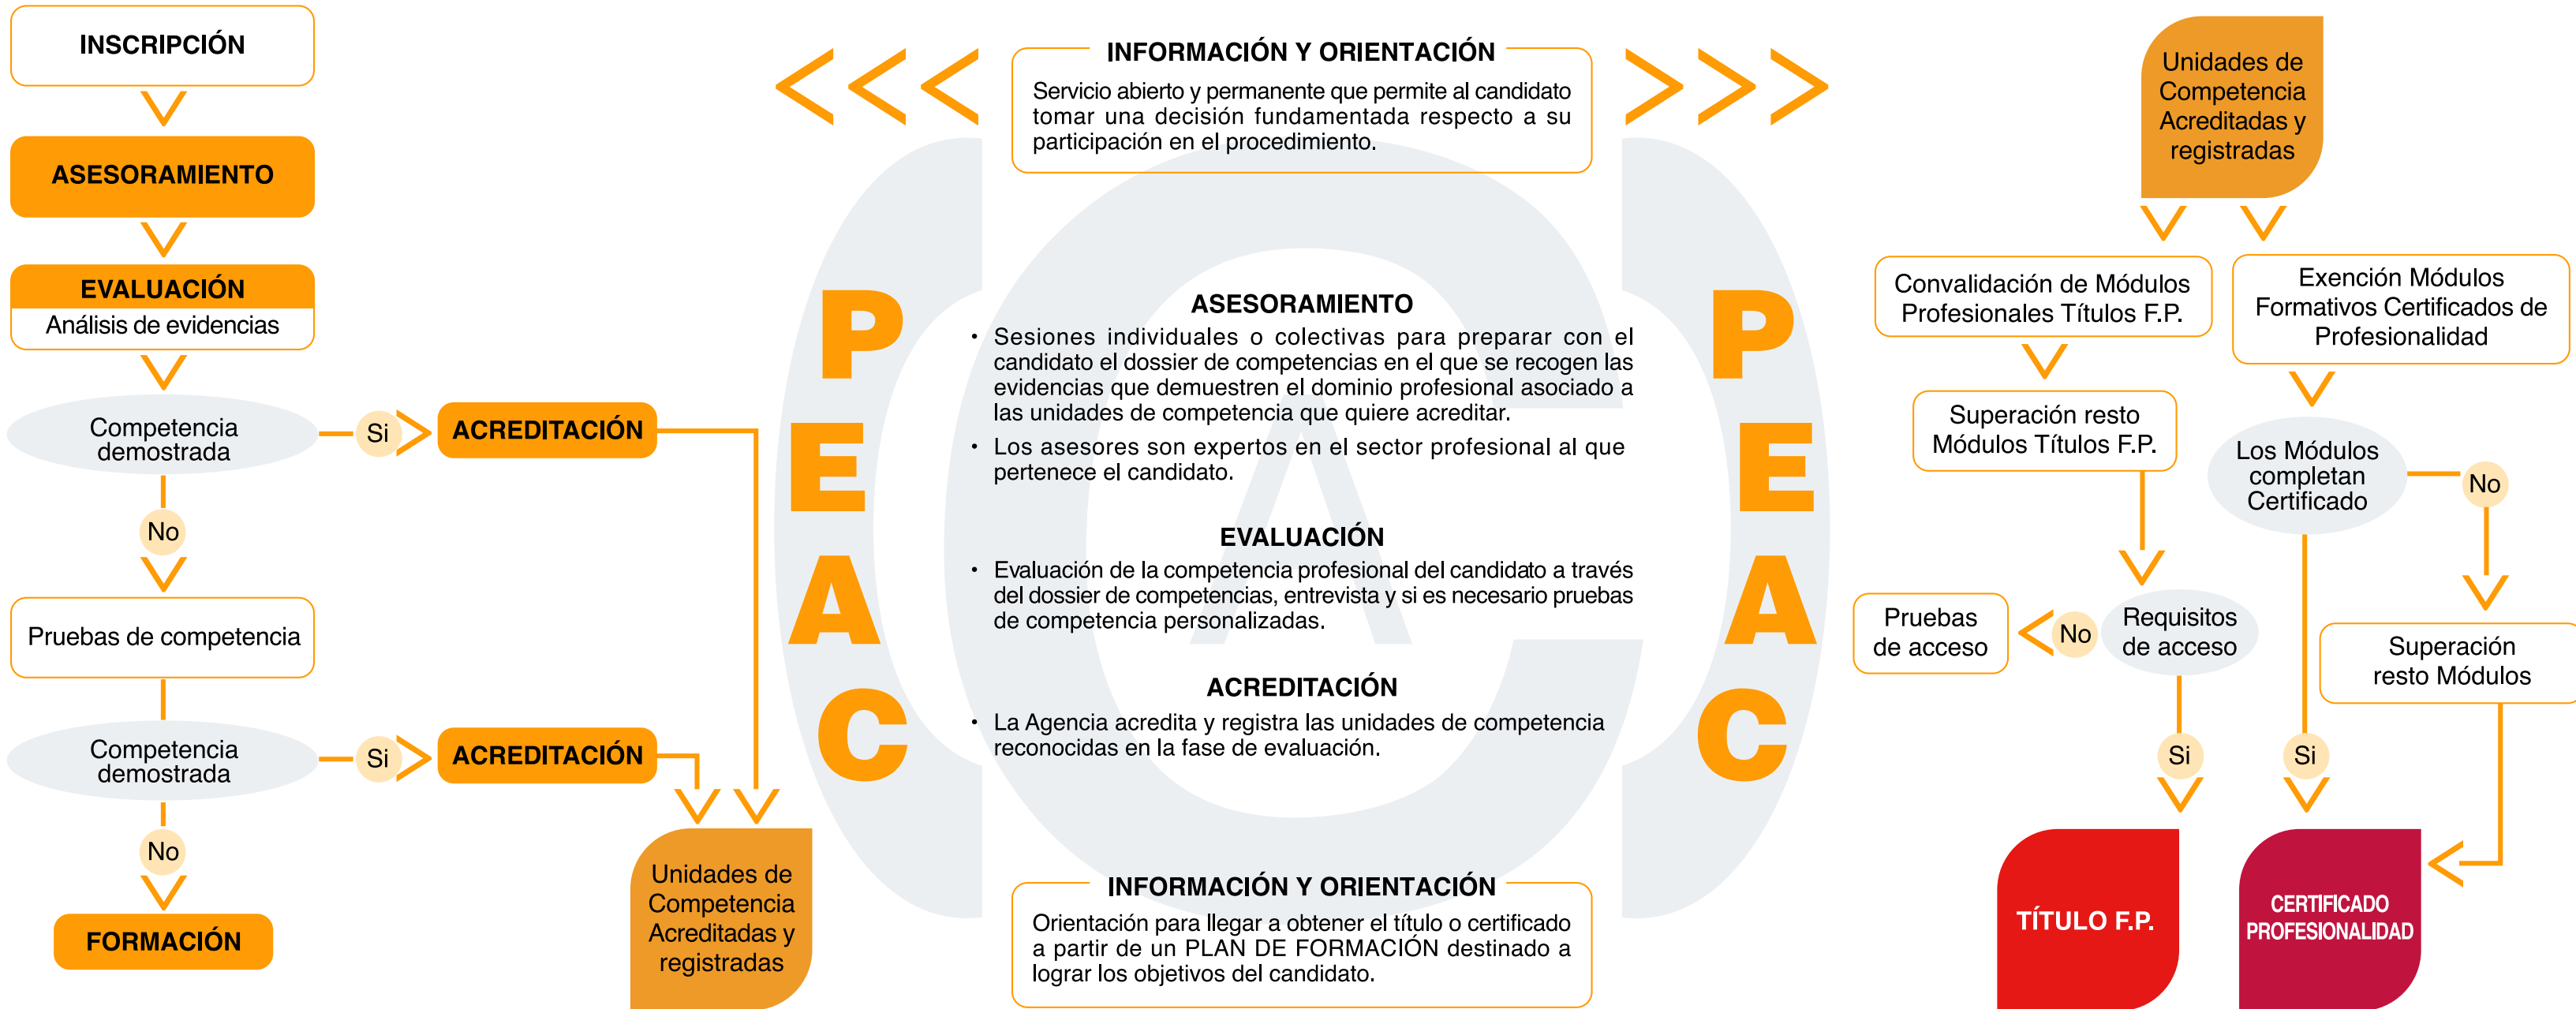 INSCRIPCIÓN
ASESORAMIENTO
EVALUACIÓN
Análisis de evidencias
Competencia
demostrada
Si
ACREDITACIÓN
No
Pruebas de competencia
Competencia
demostrada
Si
ACREDITACIÓN
No
FORMACIÓN
Unidades de
Competencia
Acreditadas y
registradas
P
E
A
C
INFORMACIÓN Y ORIENTACIÓN
Servicio abierto y permanente que permite al candidato
tomar una decisión fundamentada respecto a su
participación en el procedimiento.
ASESORAMIENTO
• Sesiones individuales o colectivas para preparar con el
candidato el dossier de competencias en el que se recogen las
evidencias que demuestren el dominio profesional asociado a
las unidades de competencia que quiere acreditar.
• Los asesores son expertos en el sector profesional al que
pertenece el candidato.
EVALUACIÓN
• Evaluación de la competencia profesional del candidato a través
del dossier de competencias, entrevista y si es necesario pruebas
de competencia personalizadas.
ACREDITACIÓN
• La Agencia acredita y registra las unidades de competencia
reconocidas en la fase de evaluación.
INFORMACIÓN Y ORIENTACIÓN
Orientación para llegar a obtener el título o certificado
a partir de un PLAN DE FORMACIÓN destinado a
lograr los objetivos del candidato.
P
E
A
C
Unidades de
Competencia
Acreditadas y
registradas
Convalidación de Módulos
Profesionales Títulos F.P.
Superación resto
Módulos Títulos F.P.
Requisitos
de acceso
No
Pruebas
de acceso
Si
TÍTULO F.P.
Exención Módulos
Formativos Certificados de
Profesionalidad
Los Módulos
completan
Certificado
No
Superación
resto Módulos
Si
CERTIFICADO
PROFESIONALIDAD